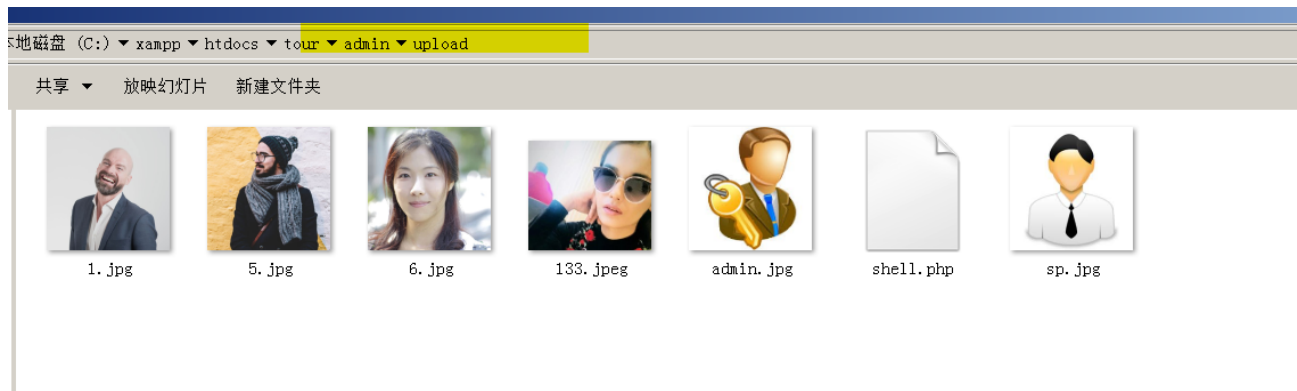 本地磁盘 (C:) ▼ xampp ▼ htdocs ▼ tour ▼ admin ▼ upload
共享 ▼ 放映幻灯片 新建文件夹
1.jpg 5.jpg 6.jpg 133.jpeg admin.jpg shell.php sp.jpg